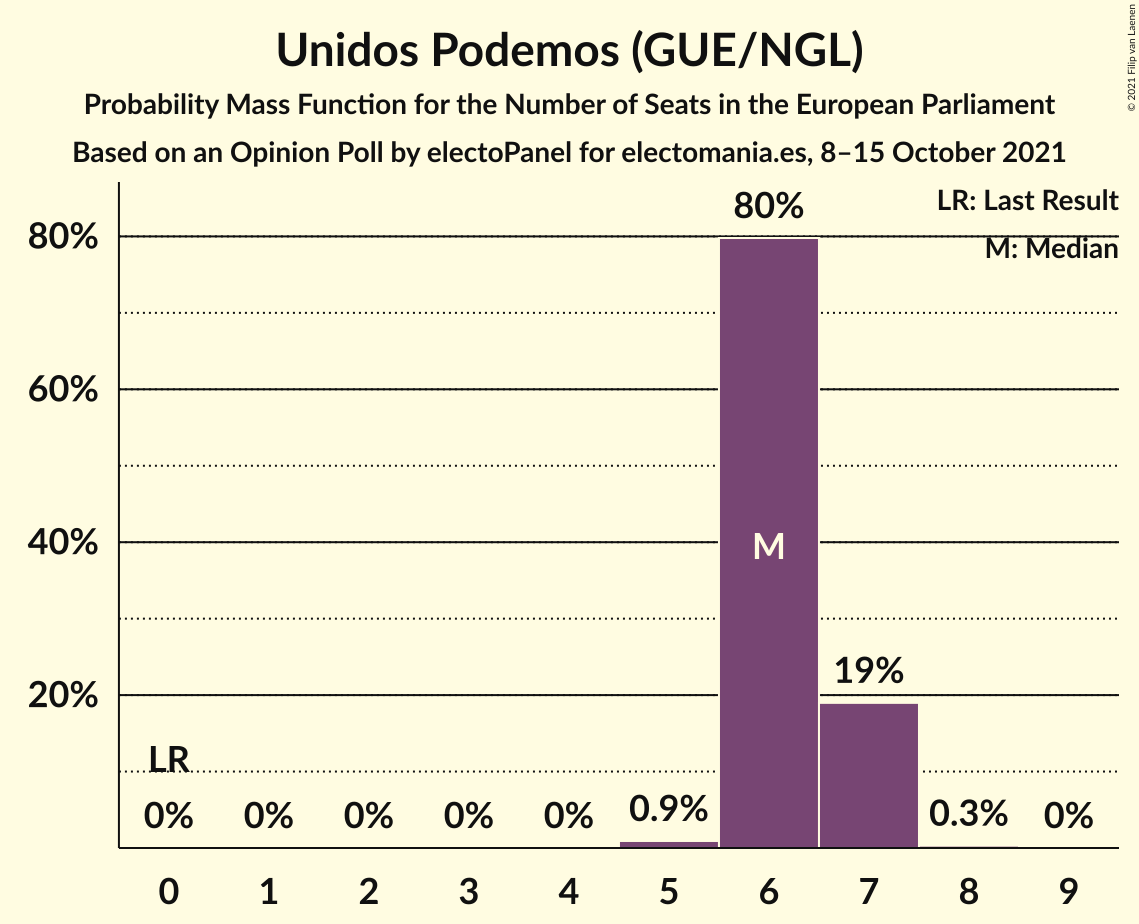 Unidos Podemos (GUE/NGL)
Probability Mass Function for the Number of Seats in the European Parliament
Based on an Opinion Poll by electoPanel for electomania.es, 8–15 October 2021
© 2021 Filip van Laenen
LR: Last Result
M: Median
80%
80%
60%
40%
M
20%
19%
LR
0% 0% 0% 0% 0% 0.9% 0.3% 0%
0 1 2 3 4 5 6 7 8 9